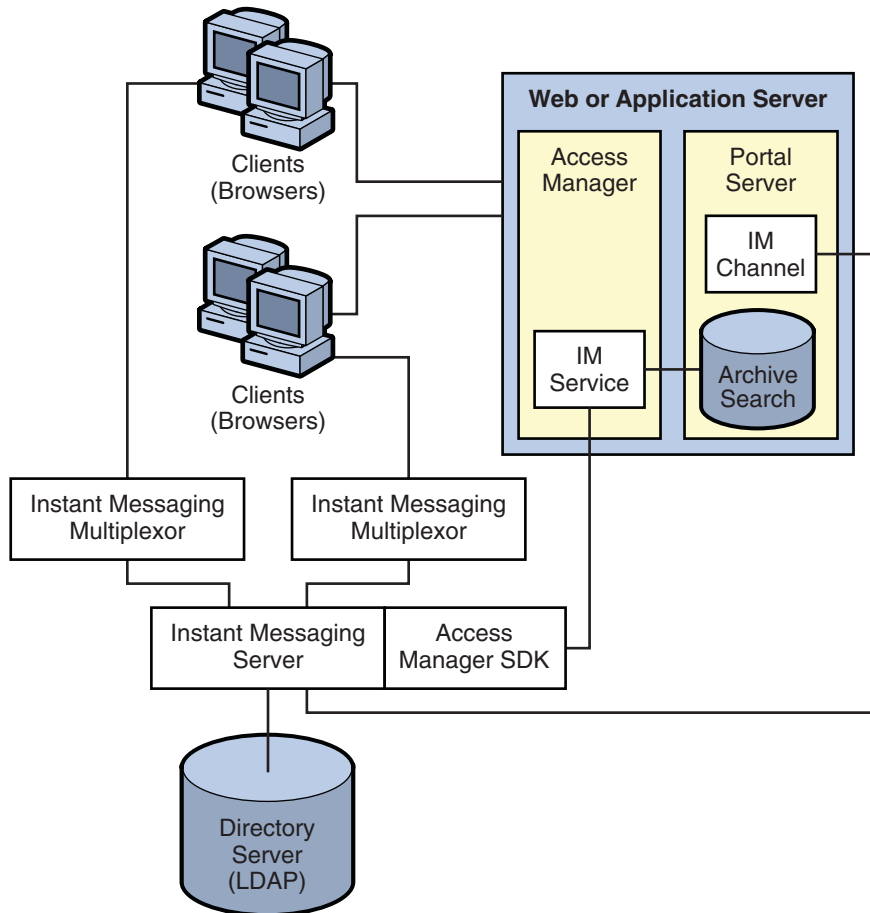 Clients
(Browsers)
Web or Application Server
Access
Manager
Portal
Server
IM
Channel
IM
Service
Archive
Search
Clients
(Browsers)
Instant Messaging
Multiplexor
Instant Messaging
Multiplexor
Instant Messaging
Server
Access
Manager SDK
Directory
Server
(LDAP)